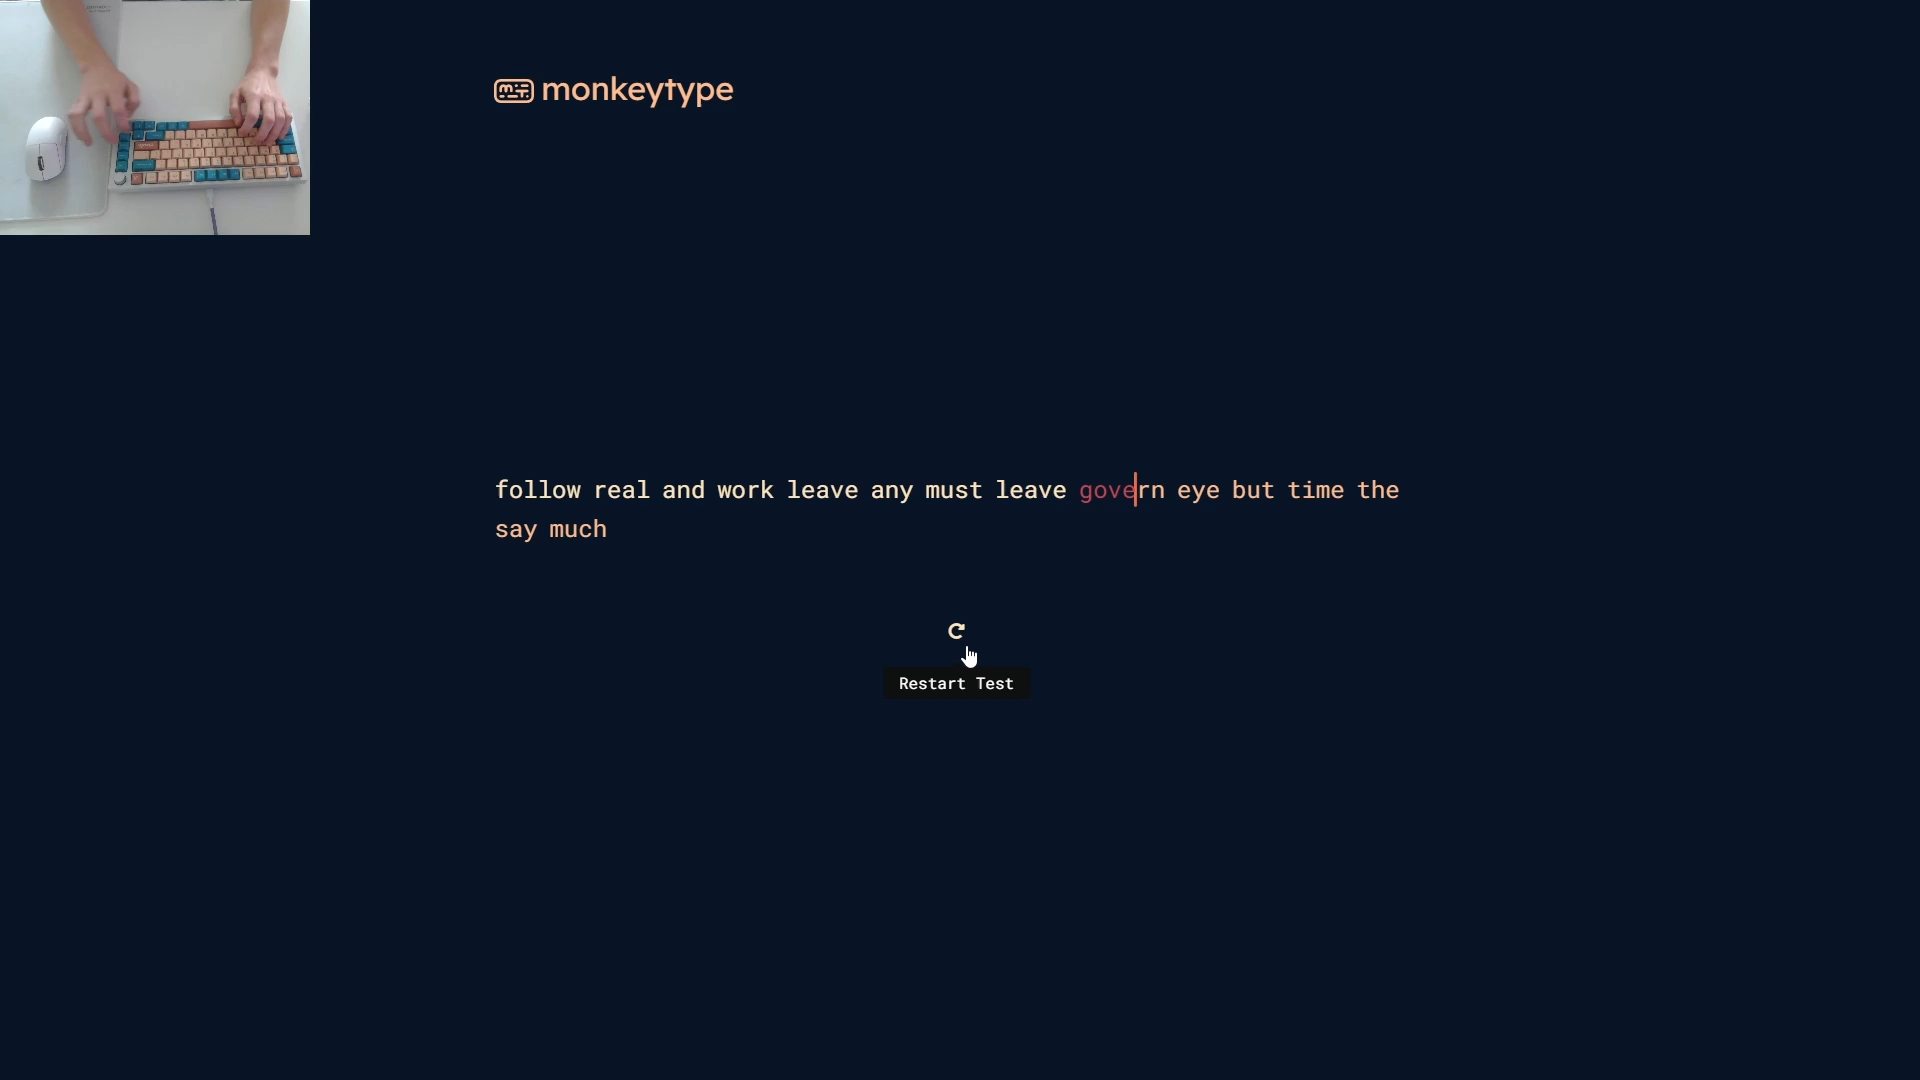 monkeytype
follow real and work leave any must leave govern eye but time the
say much
Restart Test